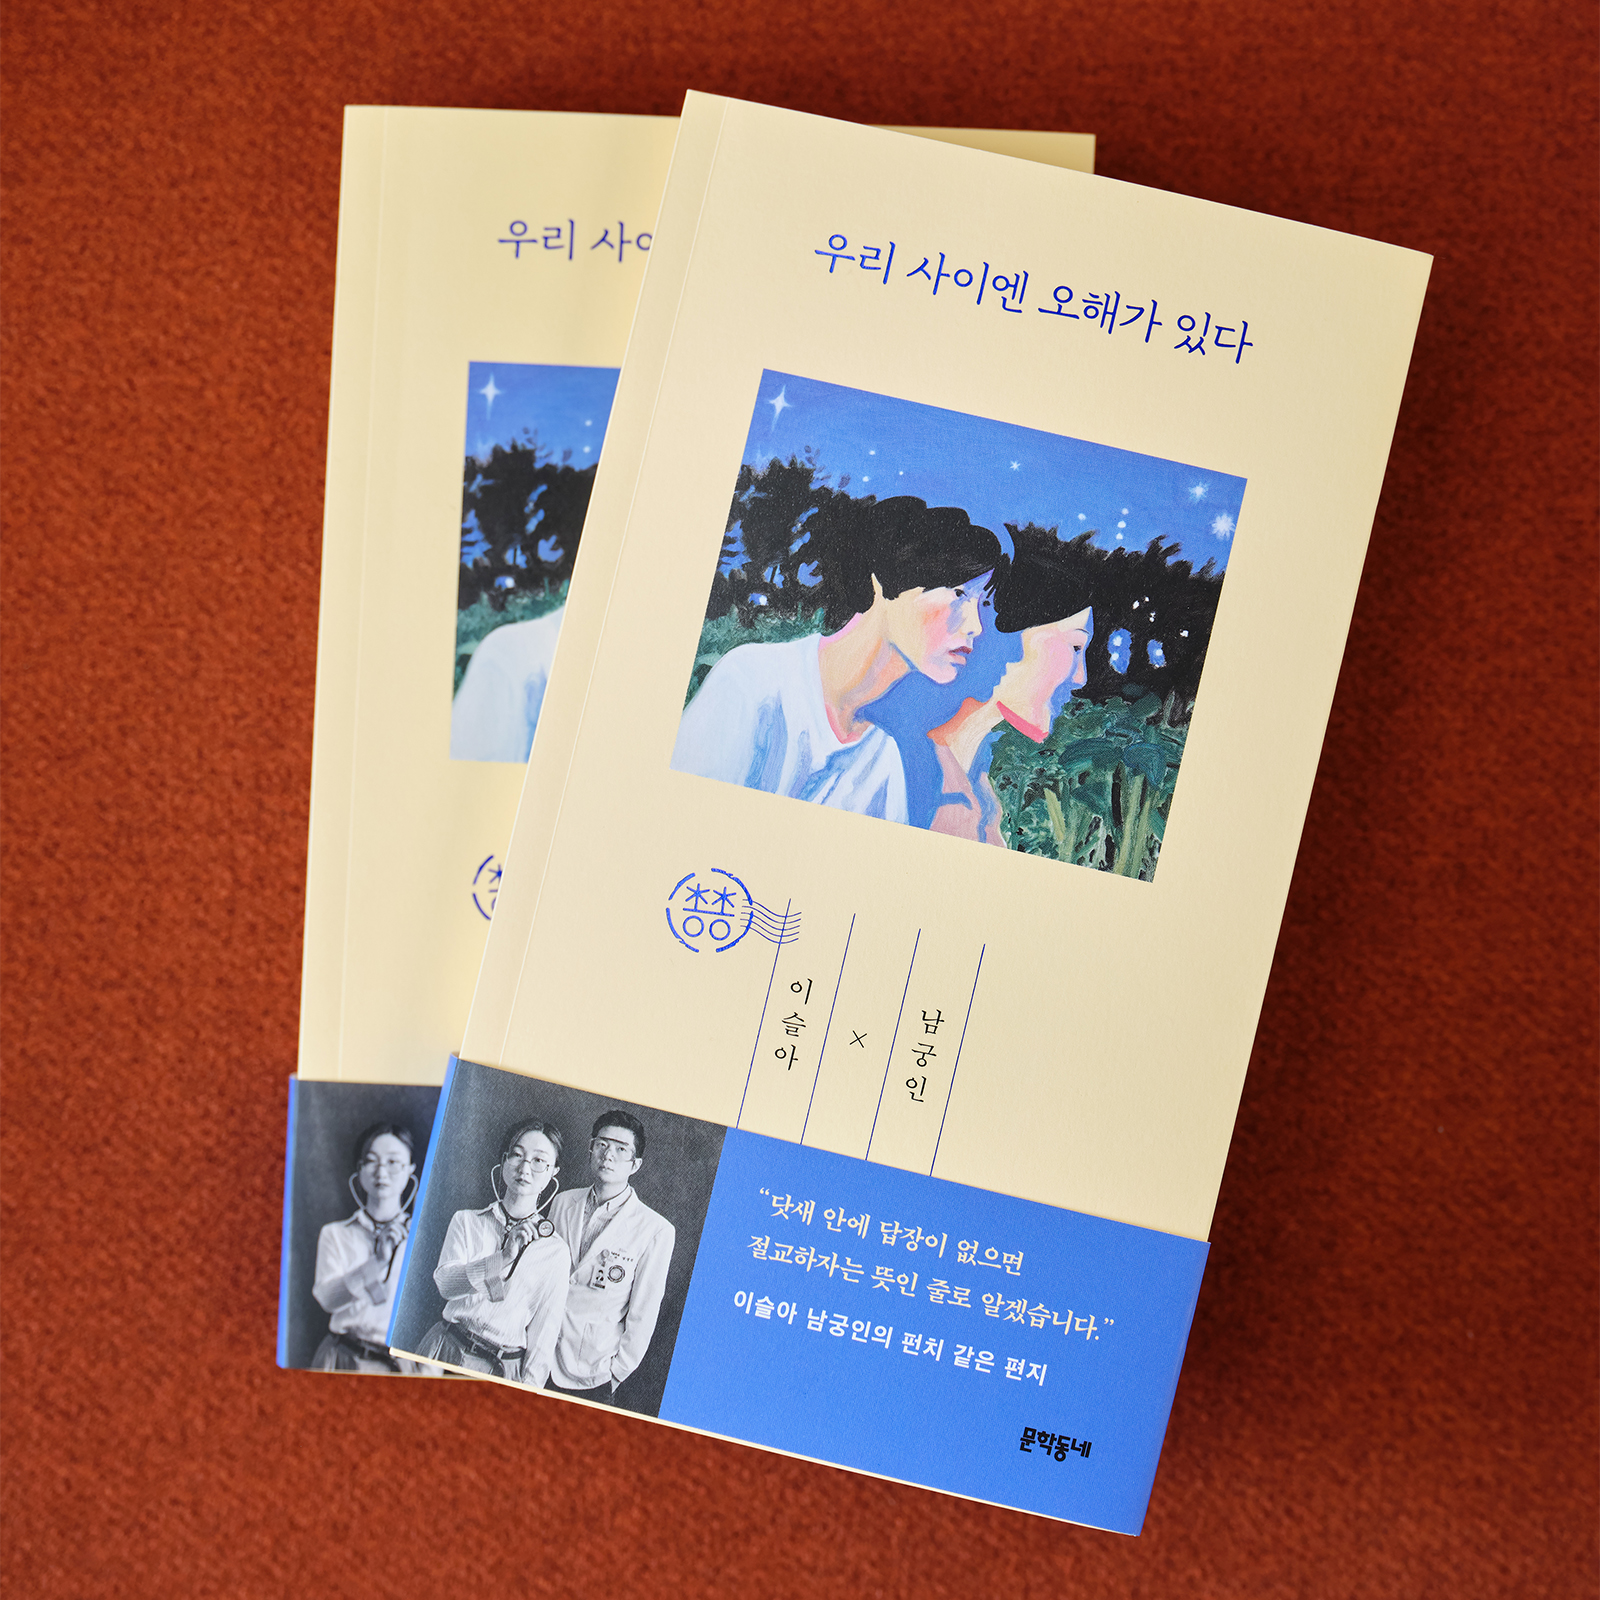 우리 사이
우리 사이엔 오해가 있다
총총
이슬아
×
남궁인
“닷새 안에 답장이 없으면
절교하자는 뜻인 줄로 알겠습니다.”
이슬아 남궁인의 펀치 같은 편지
문학동네